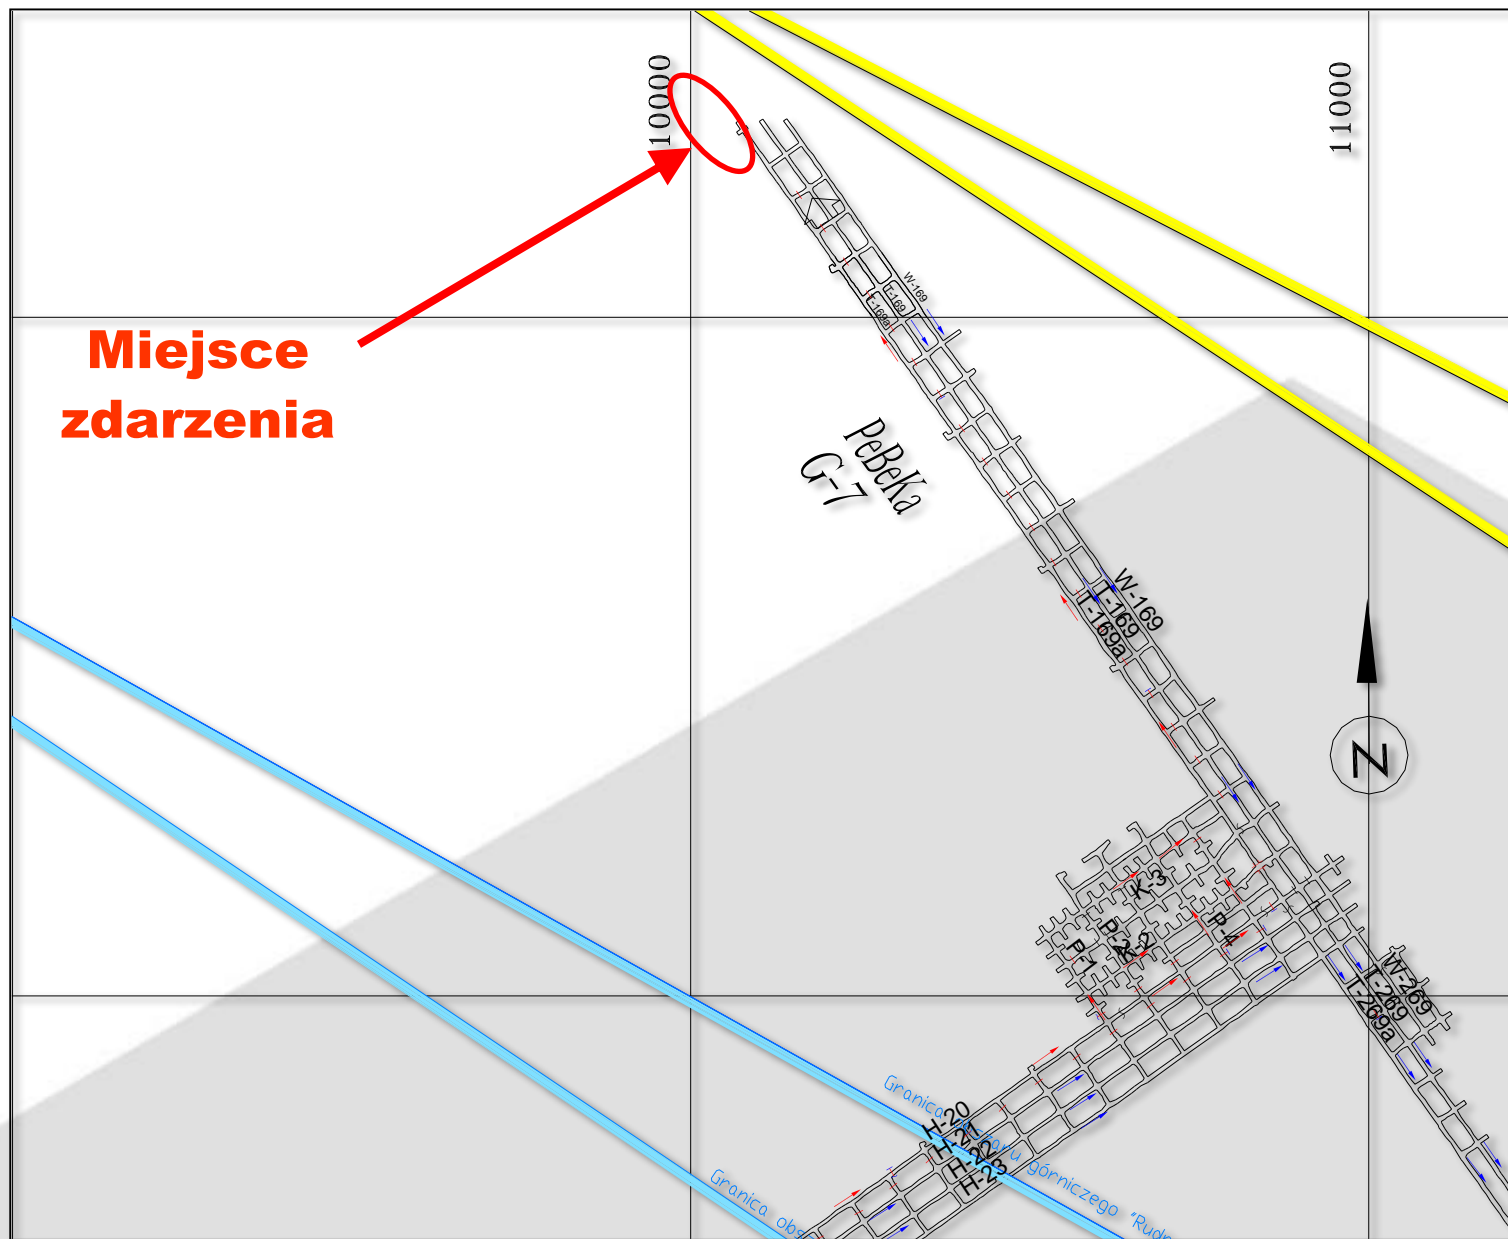 10000
11000
Miejsce
zdarzenia
W-169
T-169
T-169a
PeBeKa
G-7
W-169
T-169
T-169a
N
K-3
P-4
P-2
K-2
P-1
W-269
T-269
T-269a
Granica
H-20
H-21
H-22
H-23
górniczego "Rudn
Granica obs